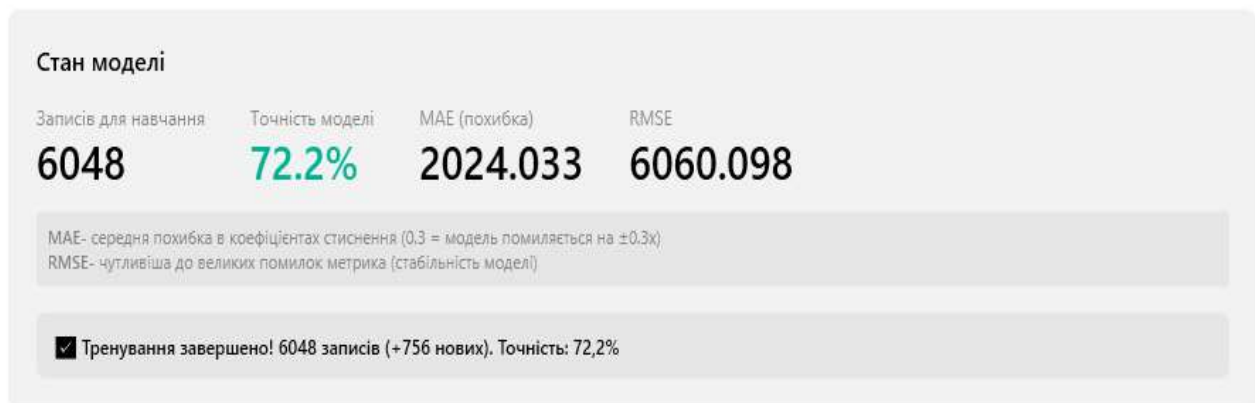 Стан моделі
Записів для навчання Точність моделі MAE (похибка) RMSE
6048 72.2% 2024.033 6060.098
MAE- середня похибка в коефіцієнтах стиснення (0.3 = модель помиляється на ±0.3x)
RMSE- чутливіша до великих помилок метрика (стабільність моделі)
☑ Тренування завершено! 6048 записів (+756 нових). Точність: 72,2%